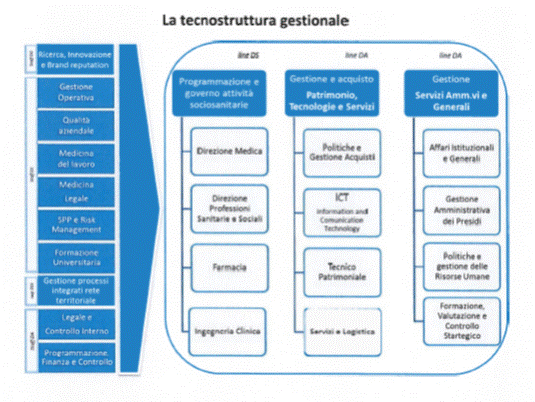 La tecnostruttura gestionale
Ricerca, Innovazione
e Brand reputation
Gestione
Operativa
Qualità
aziendale
Medicina
del lavoro
Medicina
Legale
SPP e Risk
Management
Formazione
Universitaria
Gestione processi
integrati rete
territoriale
Legale e
Controllo Interno
Programmazione,
Finanza e Controllo
line DS
Programmazione e
governo attività
sociosanitarie
Direzione Medica
Direzione
Professioni
Sanitarie e Sociali
Farmacia
Ingegneria Clinica
line DA
Gestione e acquisto
Patrimonio,
Tecnologie e Servizi
Politiche e
Gestione Acquisti
ICT
Information and
Comunication
Technology
Tecnico
Patrimoniale
Servizi e Logistica
line DA
Gestione
Servizi Amm.vi e
Generali
Affari Istituzionali
e Generali
Gestione
Amministrativa
dei Presidi
Politiche e
gestione delle
Risorse Umane
Formazione,
Valutazione e
Controllo
Startegico